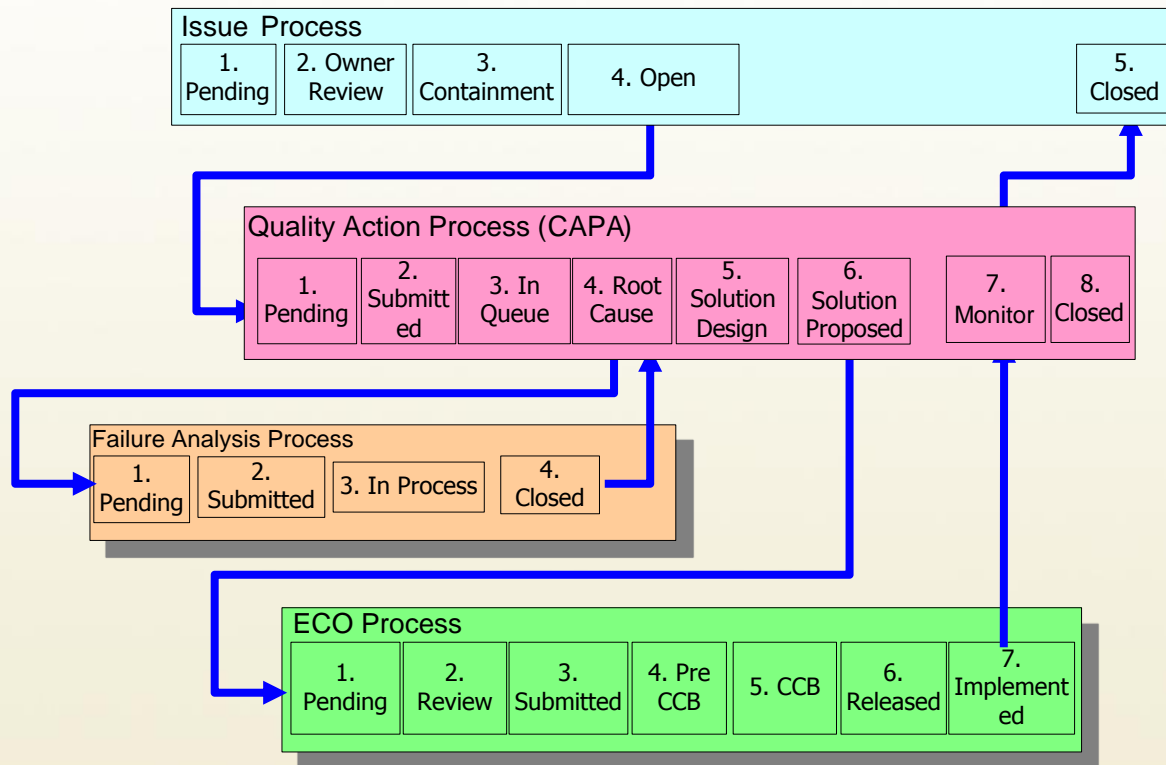 Issue Process
1.
Pending
2. Owner
Review
3.
Containment
4. Open
5.
Closed
Quality Action Process (CAPA)
1.
Pending
2.
Submitt
ed
3. In
Queue
4. Root
Cause
5.
Solution
Design
6.
Solution
Proposed
7.
Monitor
8.
Closed
Failure Analysis Process
1.
Pending
2.
Submitted
3. In Process
4.
Closed
ECO Process
1.
Pending
2.
Review
3.
Submitted
4. Pre
CCB
5. CCB
6.
Released
7.
Implement
ed